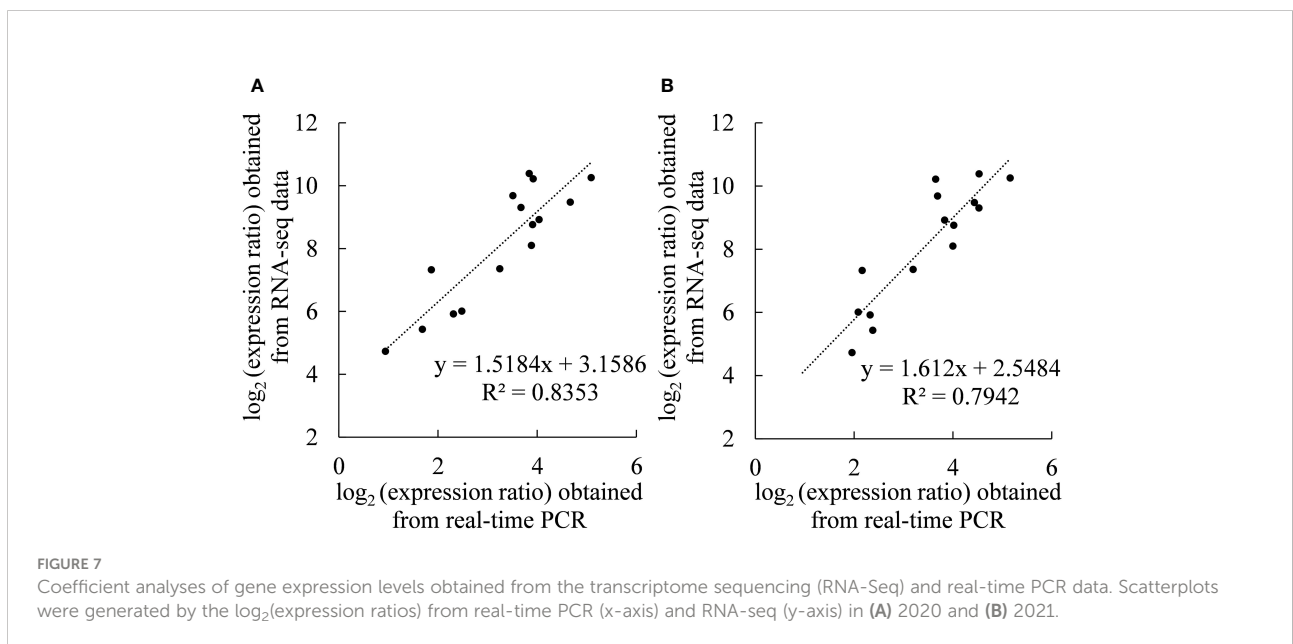 A
log₂ (expression ratio) obtained
from RNA-seq data
12
10
8
6
4
2
y = 1.5184x + 3.1586
R² = 0.8353
0 2 4 6
log₂ (expression ratio) obtained
from real-time PCR
B
log₂ (expression ratio) obtained
from RNA-seq data
12
10
8
6
4
2
y = 1.612x + 2.5484
R² = 0.7942
0 2 4 6
log₂ (expression ratio) obtained
from real-time PCR
FIGURE 7
Coefficient analyses of gene expression levels obtained from the transcriptome sequencing (RNA-Seq) and real-time PCR data. Scatterplots
were generated by the log₂(expression ratios) from real-time PCR (x-axis) and RNA-seq (y-axis) in (A) 2020 and (B) 2021.